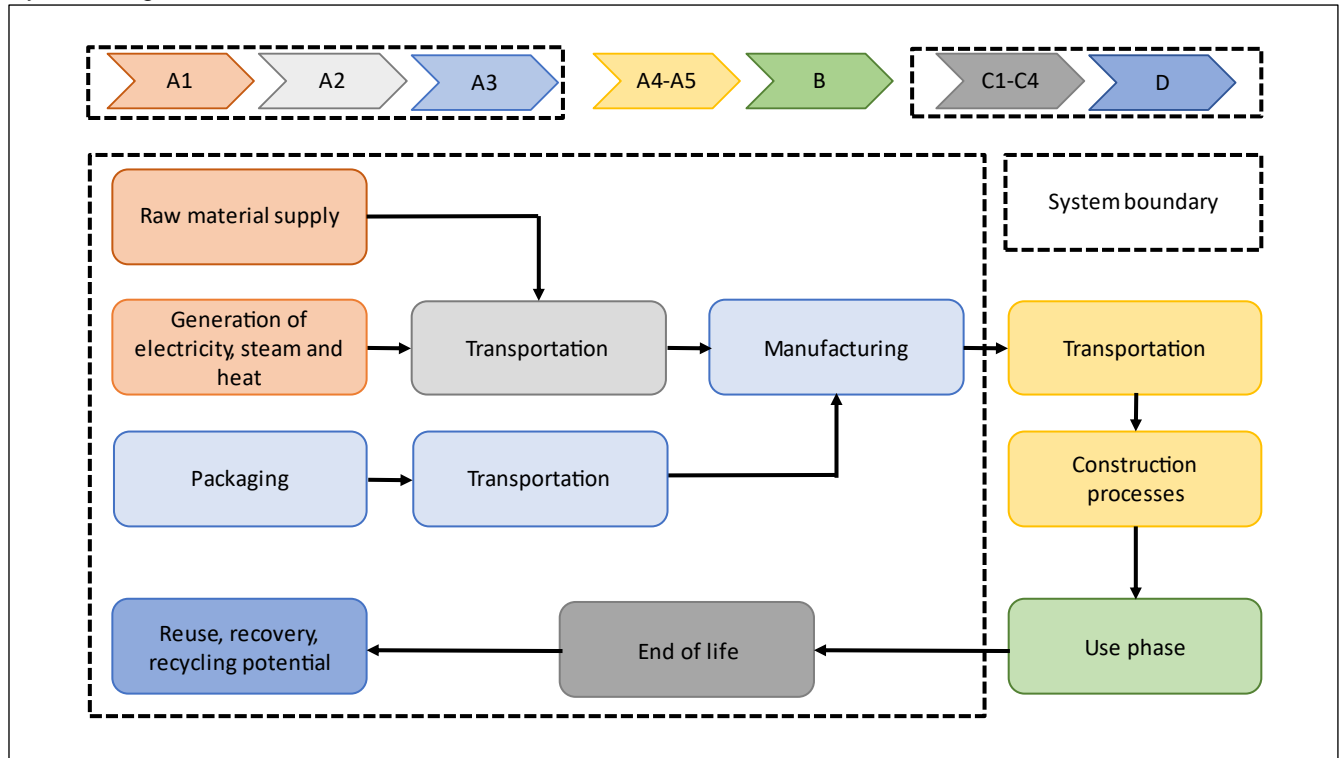 A1
A2
A3
A4-A5
B
C1-C4
D
Raw material supply
System boundary
Generation of
electricity, steam and
heat
Transportation
Manufacturing
Transportation
Packaging
Transportation
Construction
processes
Reuse, recovery,
recycling potential
End of life
Use phase